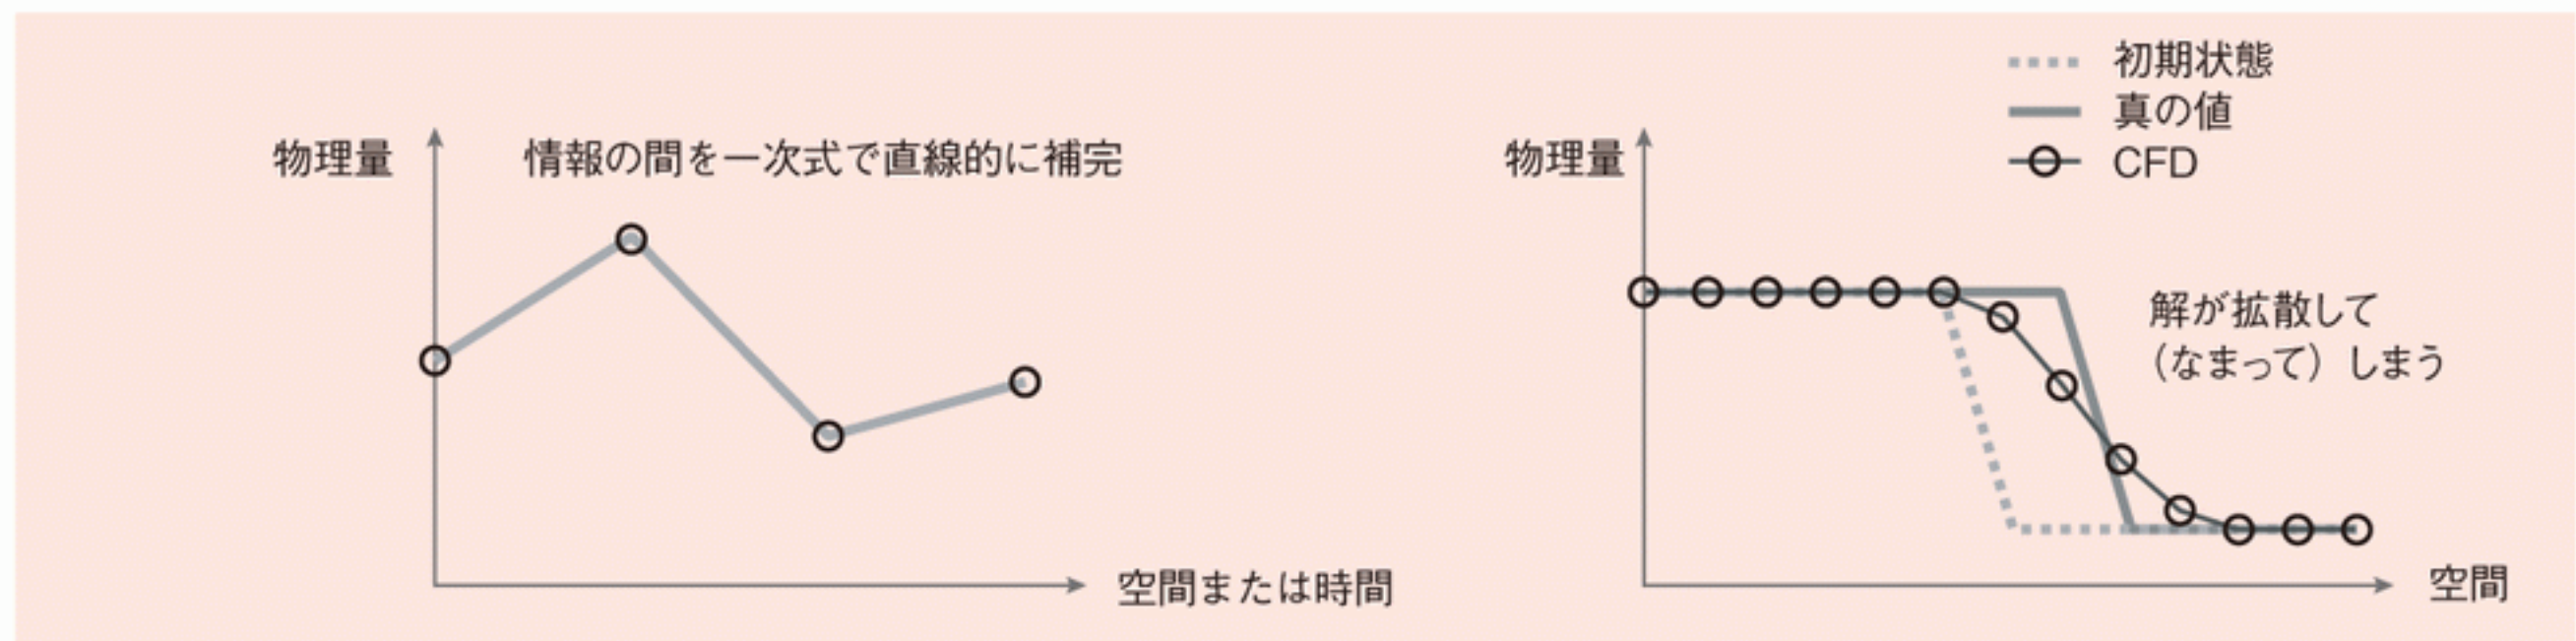 物理量
情報の間を一次式で直線的に補完
空間または時間
初期状態
真の値
CFD
物理量
解が拡散して
（なまって）しまう
空間